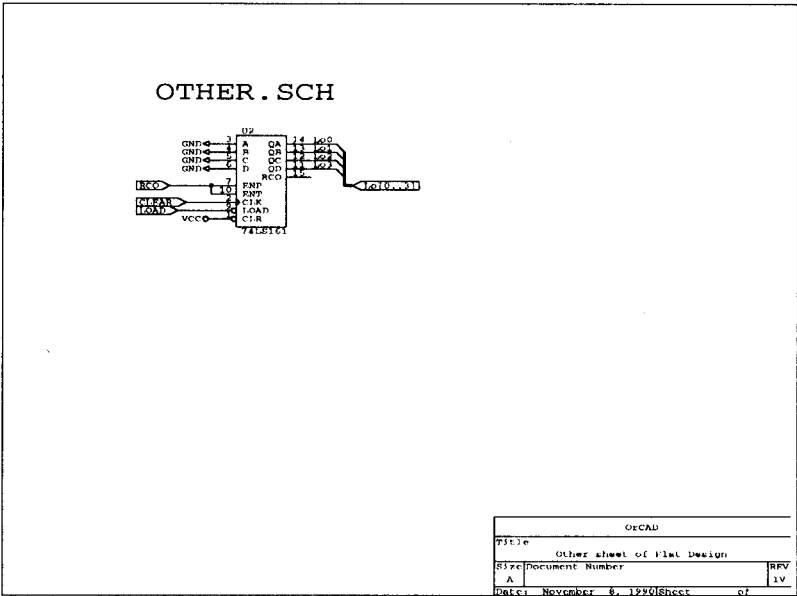 OTHER.SCH
U2
GND 3 A QA 14 Lo0
GND 4 B QB 13 Lo1
GND 5 C QC 12 Lo2
GND 6 D QD 11 Lo3
RCO 15
RCO 7 ENP Lo[0..3]
10 ENT
CLEAR 2 CLK
LOAD 9 LOAD
VCC 1 CLR
74LS161
OrCAD
Title
Other sheet of Flat Design
Size Document Number REV
A 1V
Date: November 8, 1990 Sheet of